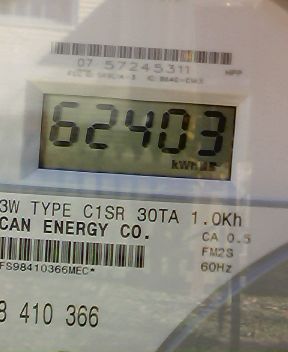 07 57245311
62403
3W TYPE C1SR 30TA 1.0Kh
CAN ENERGY CO.
CA 0.5
FM2S
FS98410366MEC*
60Hz
8 410 366